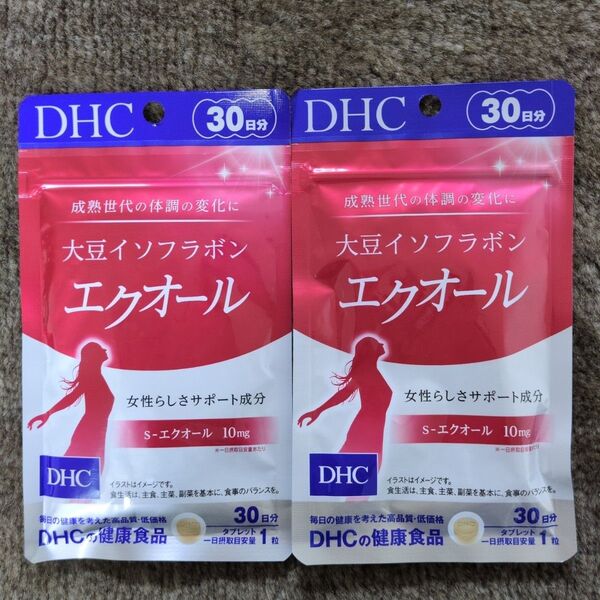 DHC
30日分
成熟世代の体調の変化に
大豆イソフラボン
エクオール
女性らしさサポート成分
S-エクオール 10mg
※一日摂取目安量あたり
DHC
イラストはイメージです。
食生活は、主食、主菜、副菜を基本に、食事のバランスを。
毎日の健康を考えた高品質・低価格
DHCの健康食品
30日分
タブレット
一日摂取目安量 1粒
DHC
30日分
成熟世代の体調の変化に
大豆イソフラボン
エクオール
女性らしさサポート成分
S-エクオール 10mg
※一日摂取目安量あたり
DHC
イラストはイメージです。
食生活は、主食、主菜、副菜を基本に、食事のバランスを。
毎日の健康を考えた高品質・低価格
DHCの健康食品
30日分
タブレット
一日摂取目安量 1粒